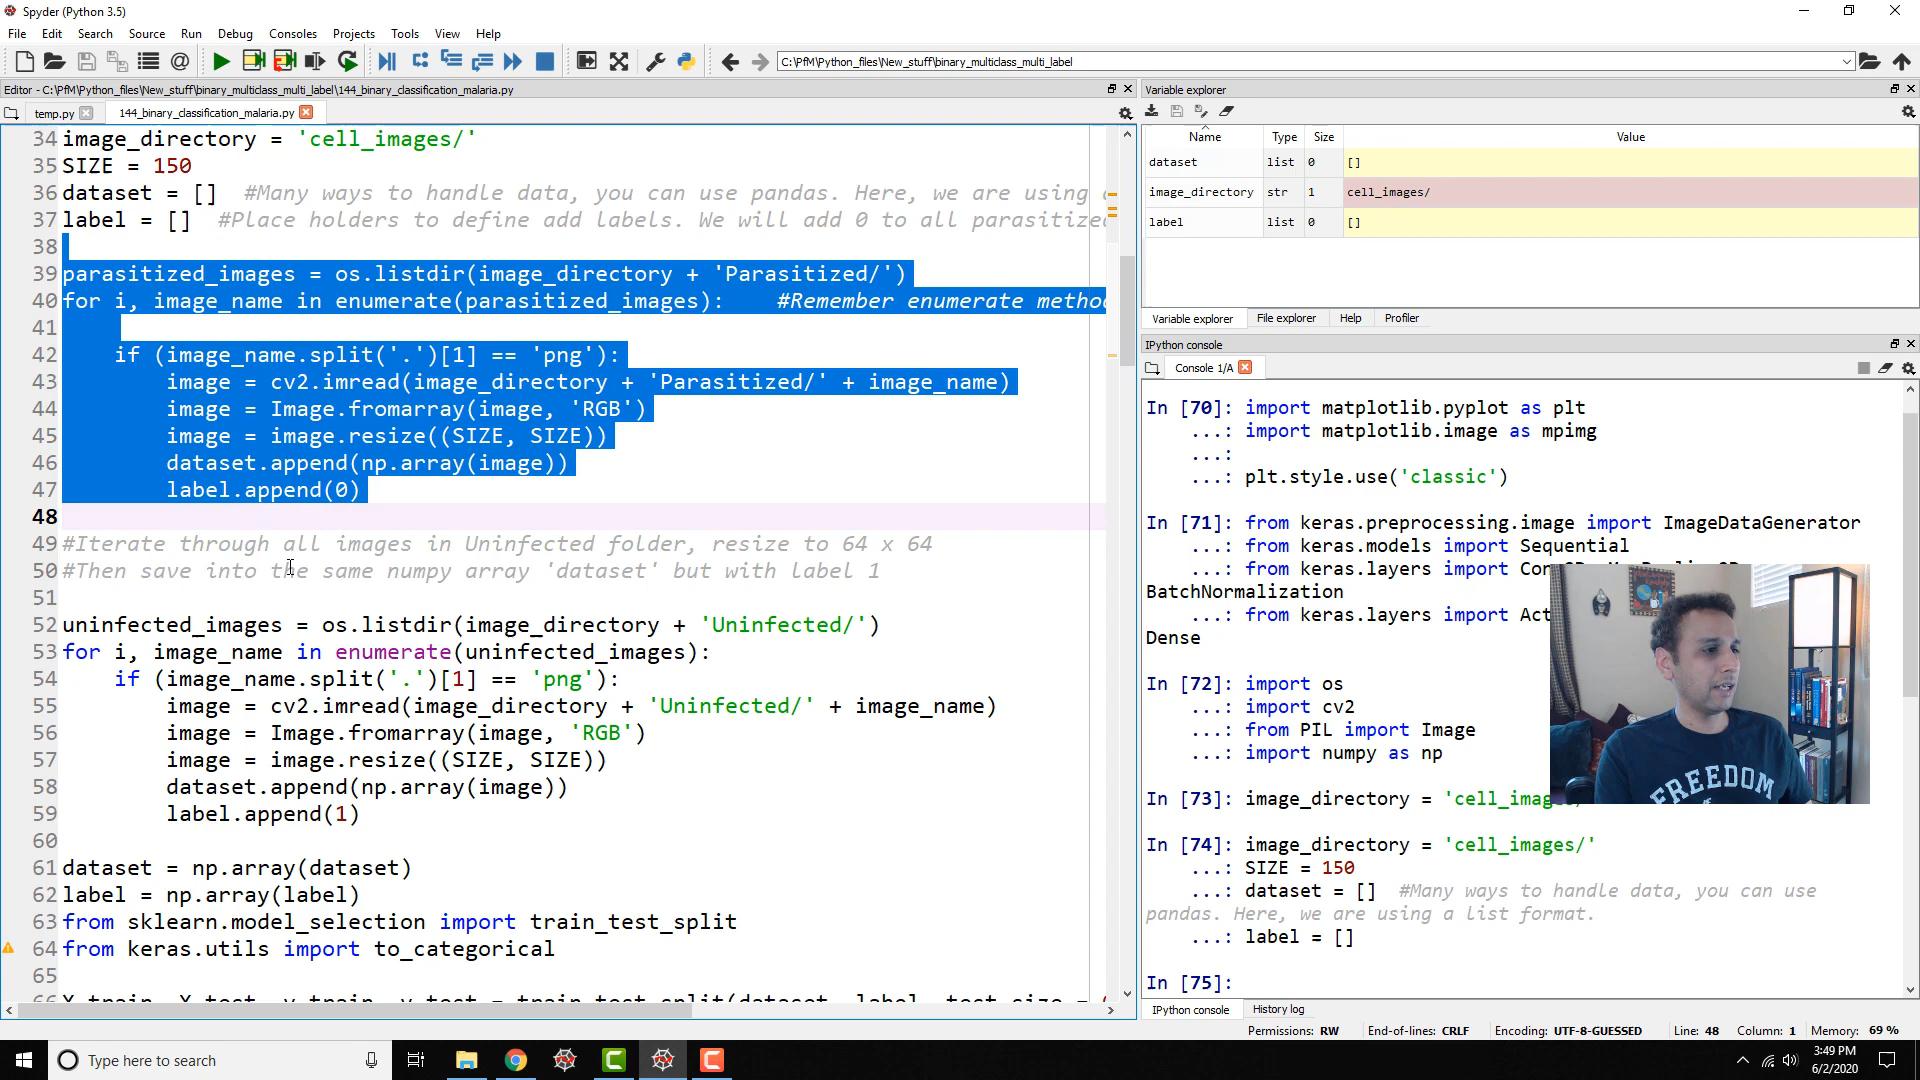 Spyder (Python 3.5)
File Edit Search Source Run Debug Consoles Projects Tools View Help
C:\PfM\Python_files\New_stuff\binary_multiclass_multi_label
Editor - C:\PfM\Python_files\New_stuff\binary_multiclass_multi_label\144_binary_classification_malaria.py
temp.py 144_binary_classification_malaria.py
34 image_directory = 'cell_images/'
35 SIZE = 150
36 dataset = [] #Many ways to handle data, you can use pandas. Here, we are using
37 label = [] #Place holders to define add labels. We will add 0 to all parasitize
38
39 parasitized_images = os.listdir(image_directory + 'Parasitized/')
40 for i, image_name in enumerate(parasitized_images): #Remember enumerate metho
41
42 if (image_name.split('.')[1] == 'png'):
43 image = cv2.imread(image_directory + 'Parasitized/' + image_name)
44 image = Image.fromarray(image, 'RGB')
45 image = image.resize((SIZE, SIZE))
46 dataset.append(np.array(image))
47 label.append(0)
48
49 #Iterate through all images in Uninfected folder, resize to 64 x 64
50 #Then save into the same numpy array 'dataset' but with label 1
51
52 uninfected_images = os.listdir(image_directory + 'Uninfected/')
53 for i, image_name in enumerate(uninfected_images):
54 if (image_name.split('.')[1] == 'png'):
55 image = cv2.imread(image_directory + 'Uninfected/' + image_name)
56 image = Image.fromarray(image, 'RGB')
57 image = image.resize((SIZE, SIZE))
58 dataset.append(np.array(image))
59 label.append(1)
60
61 dataset = np.array(dataset)
62 label = np.array(label)
63 from sklearn.model_selection import train_test_split
64 from keras.utils import to_categorical
65
Variable explorer
Name Type Size Value
dataset list 0 []
image_directory str 1 cell_images/
label list 0 []
Variable explorer File explorer Help Profiler
IPython console
Console 1/A
In [70]: import matplotlib.pyplot as plt
...: import matplotlib.image as mpimg
...:
...: plt.style.use('classic')
In [71]: from keras.preprocessing.image import ImageDataGenerator
...: from keras.models import Sequential
...: from keras.layers import
BatchNormalization
...: from keras.layers import Act
Dense
In [72]: import os
...: import cv2
...: from PIL import Image
...: import numpy as np
In [73]: image_directory = 'cell_images/
In [74]: image_directory = 'cell_images/'
...: SIZE = 150
...: dataset = [] #Many ways to handle data, you can use
pandas. Here, we are using a list format.
...: label = []
In [75]:
IPython console History log
Permissions: RW End-of-lines: CRLF Encoding: UTF-8-GUESSED Line: 48 Column: 1 Memory: 69 %
FREEDOM
OF
Type here to search
3:49 PM
6/2/2020